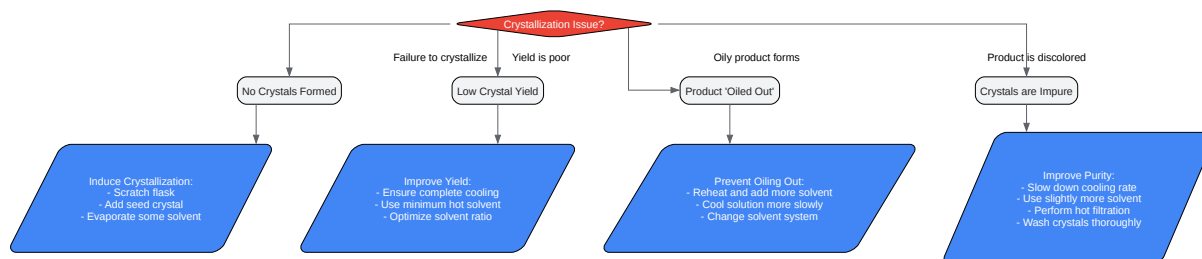 Crystallization Issue?
Failure to crystallize
Yield is poor
Oily product forms
Product is discolored
No Crystals Formed
Low Crystal Yield
Product 'Oiled Out'
Crystals are Impure
Induce Crystallization:
- Scratch flask
- Add seed crystal
- Evaporate some solvent
Improve Yield:
- Ensure complete cooling
- Use minimum hot solvent
- Optimize solvent ratio
Prevent Oiling Out:
- Reheat and add more solvent
- Cool solution more slowly
- Change solvent system
Improve Purity:
- Slow down cooling rate
- Use slightly more solvent
- Perform hot filtration
- Wash crystals thoroughly